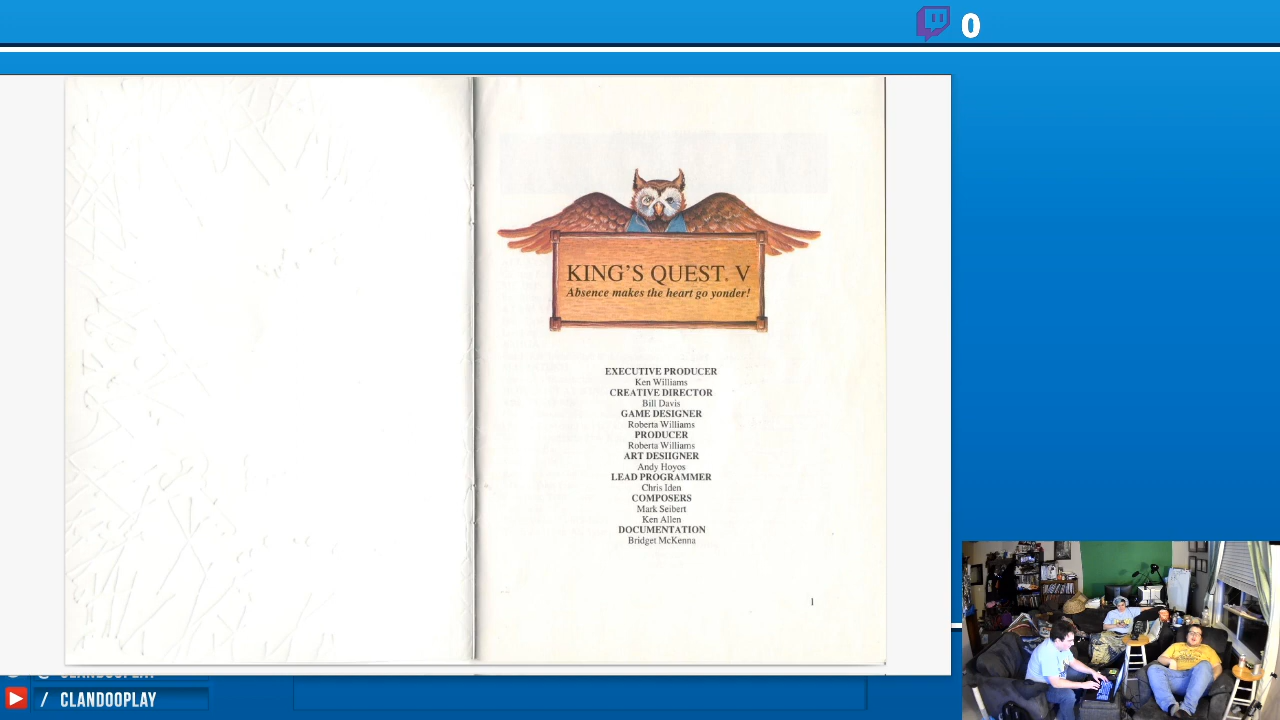 0
KING'S QUEST. V
Absence makes the heart go yonder!
EXECUTIVE PRODUCER
Ken Williams
CREATIVE DIRECTOR
Bill Davis
GAME DESIGNER
Roberta Williams
PRODUCER
Roberta Williams
ART DESIIGNER
Andy Hoyos
LEAD PROGRAMMER
Chris Iden
COMPOSERS
Mark Seibert
Ken Allen
DOCUMENTATION
Bridget McKenna
1
/ CLANDOOPLAY